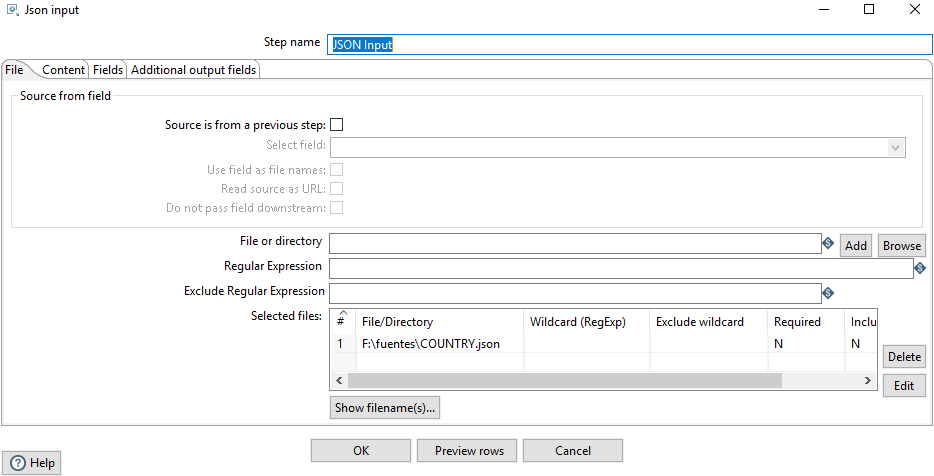 Json input
Step name JSON Input
File Content Fields Additional output fields
Source from field
Source is from a previous step:
Select field:
Use field as file names:
Read source as URL:
Do not pass field downstream:
File or directory Add Browse
Regular Expression
Exclude Regular Expression
Selected files: # File/Directory Wildcard (RegExp) Exclude wildcard Required Inclu
1 F:\fuentes\COUNTRY.json N N
Delete
Edit
Show filename(s)...
OK Preview rows Cancel
Help